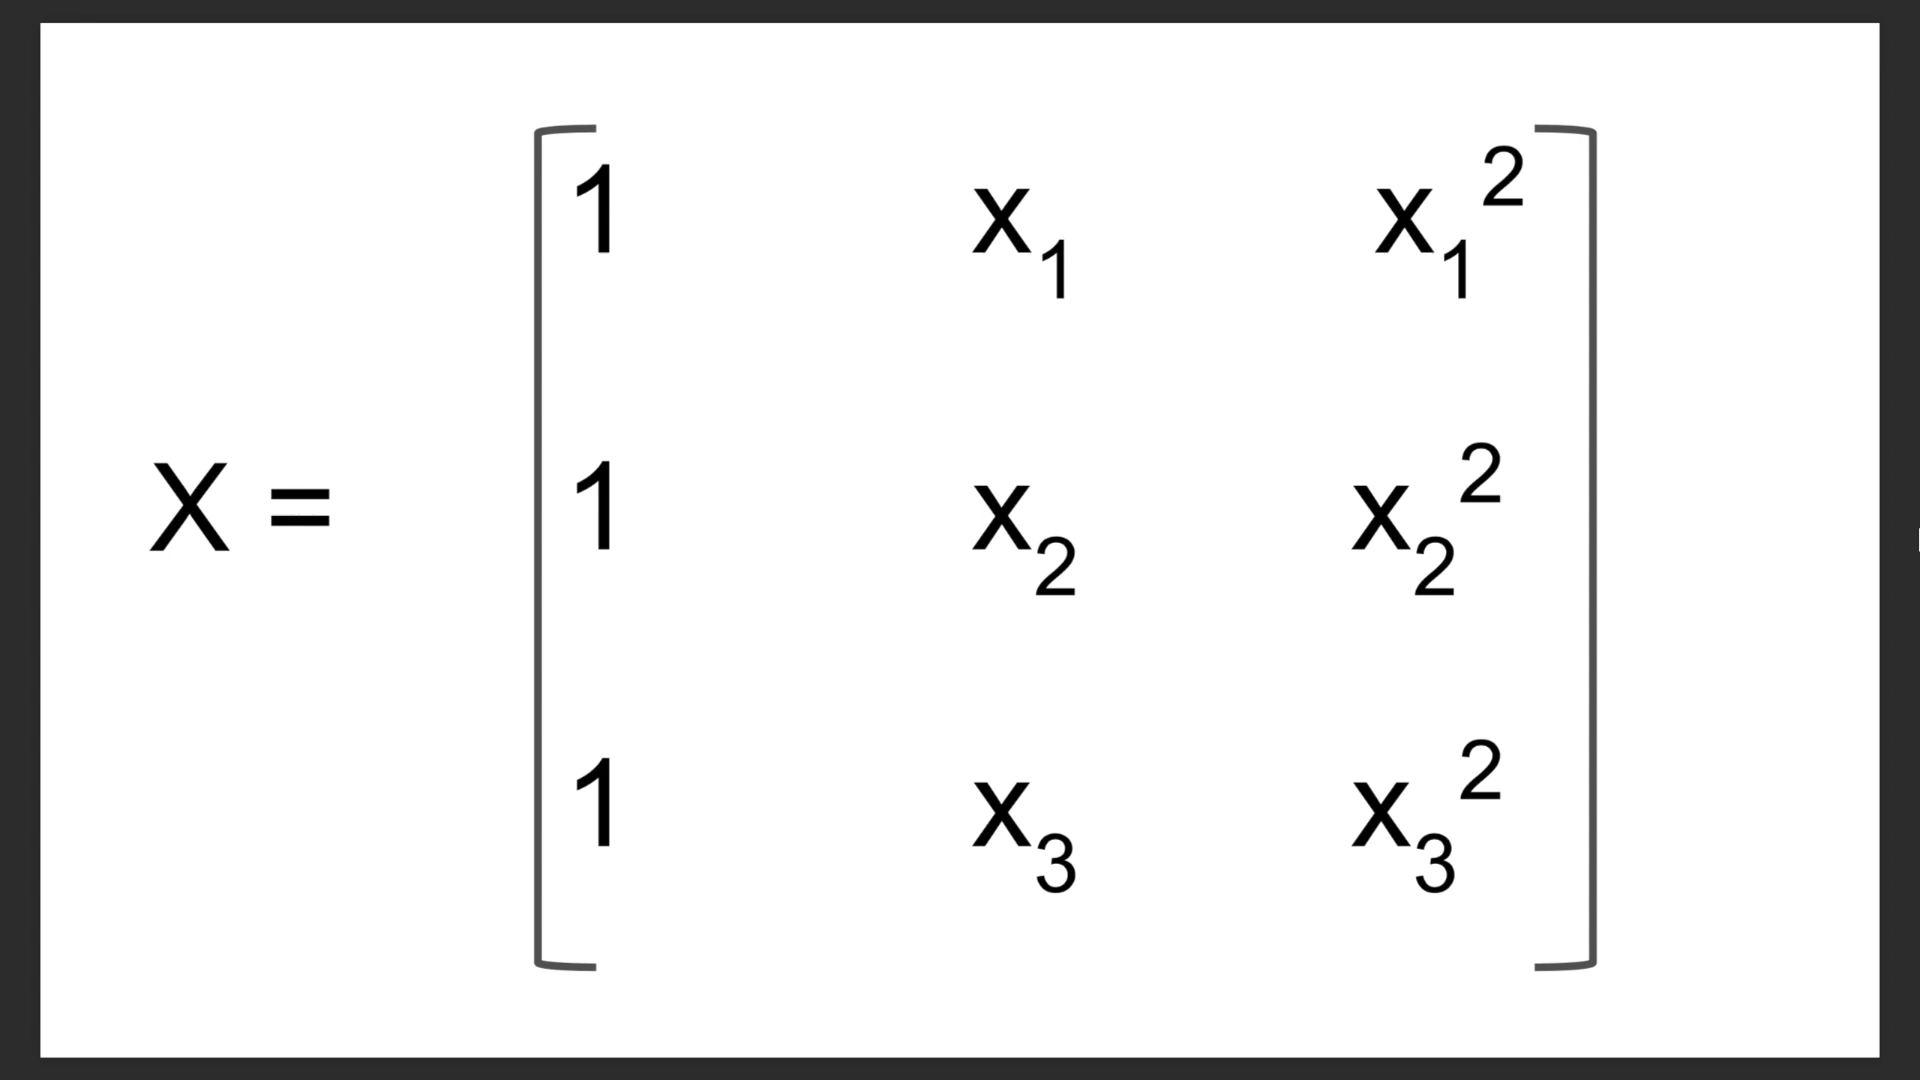 1 x₁ x₁²
X = 1 x₂ x₂²
1 x₃ x₃²